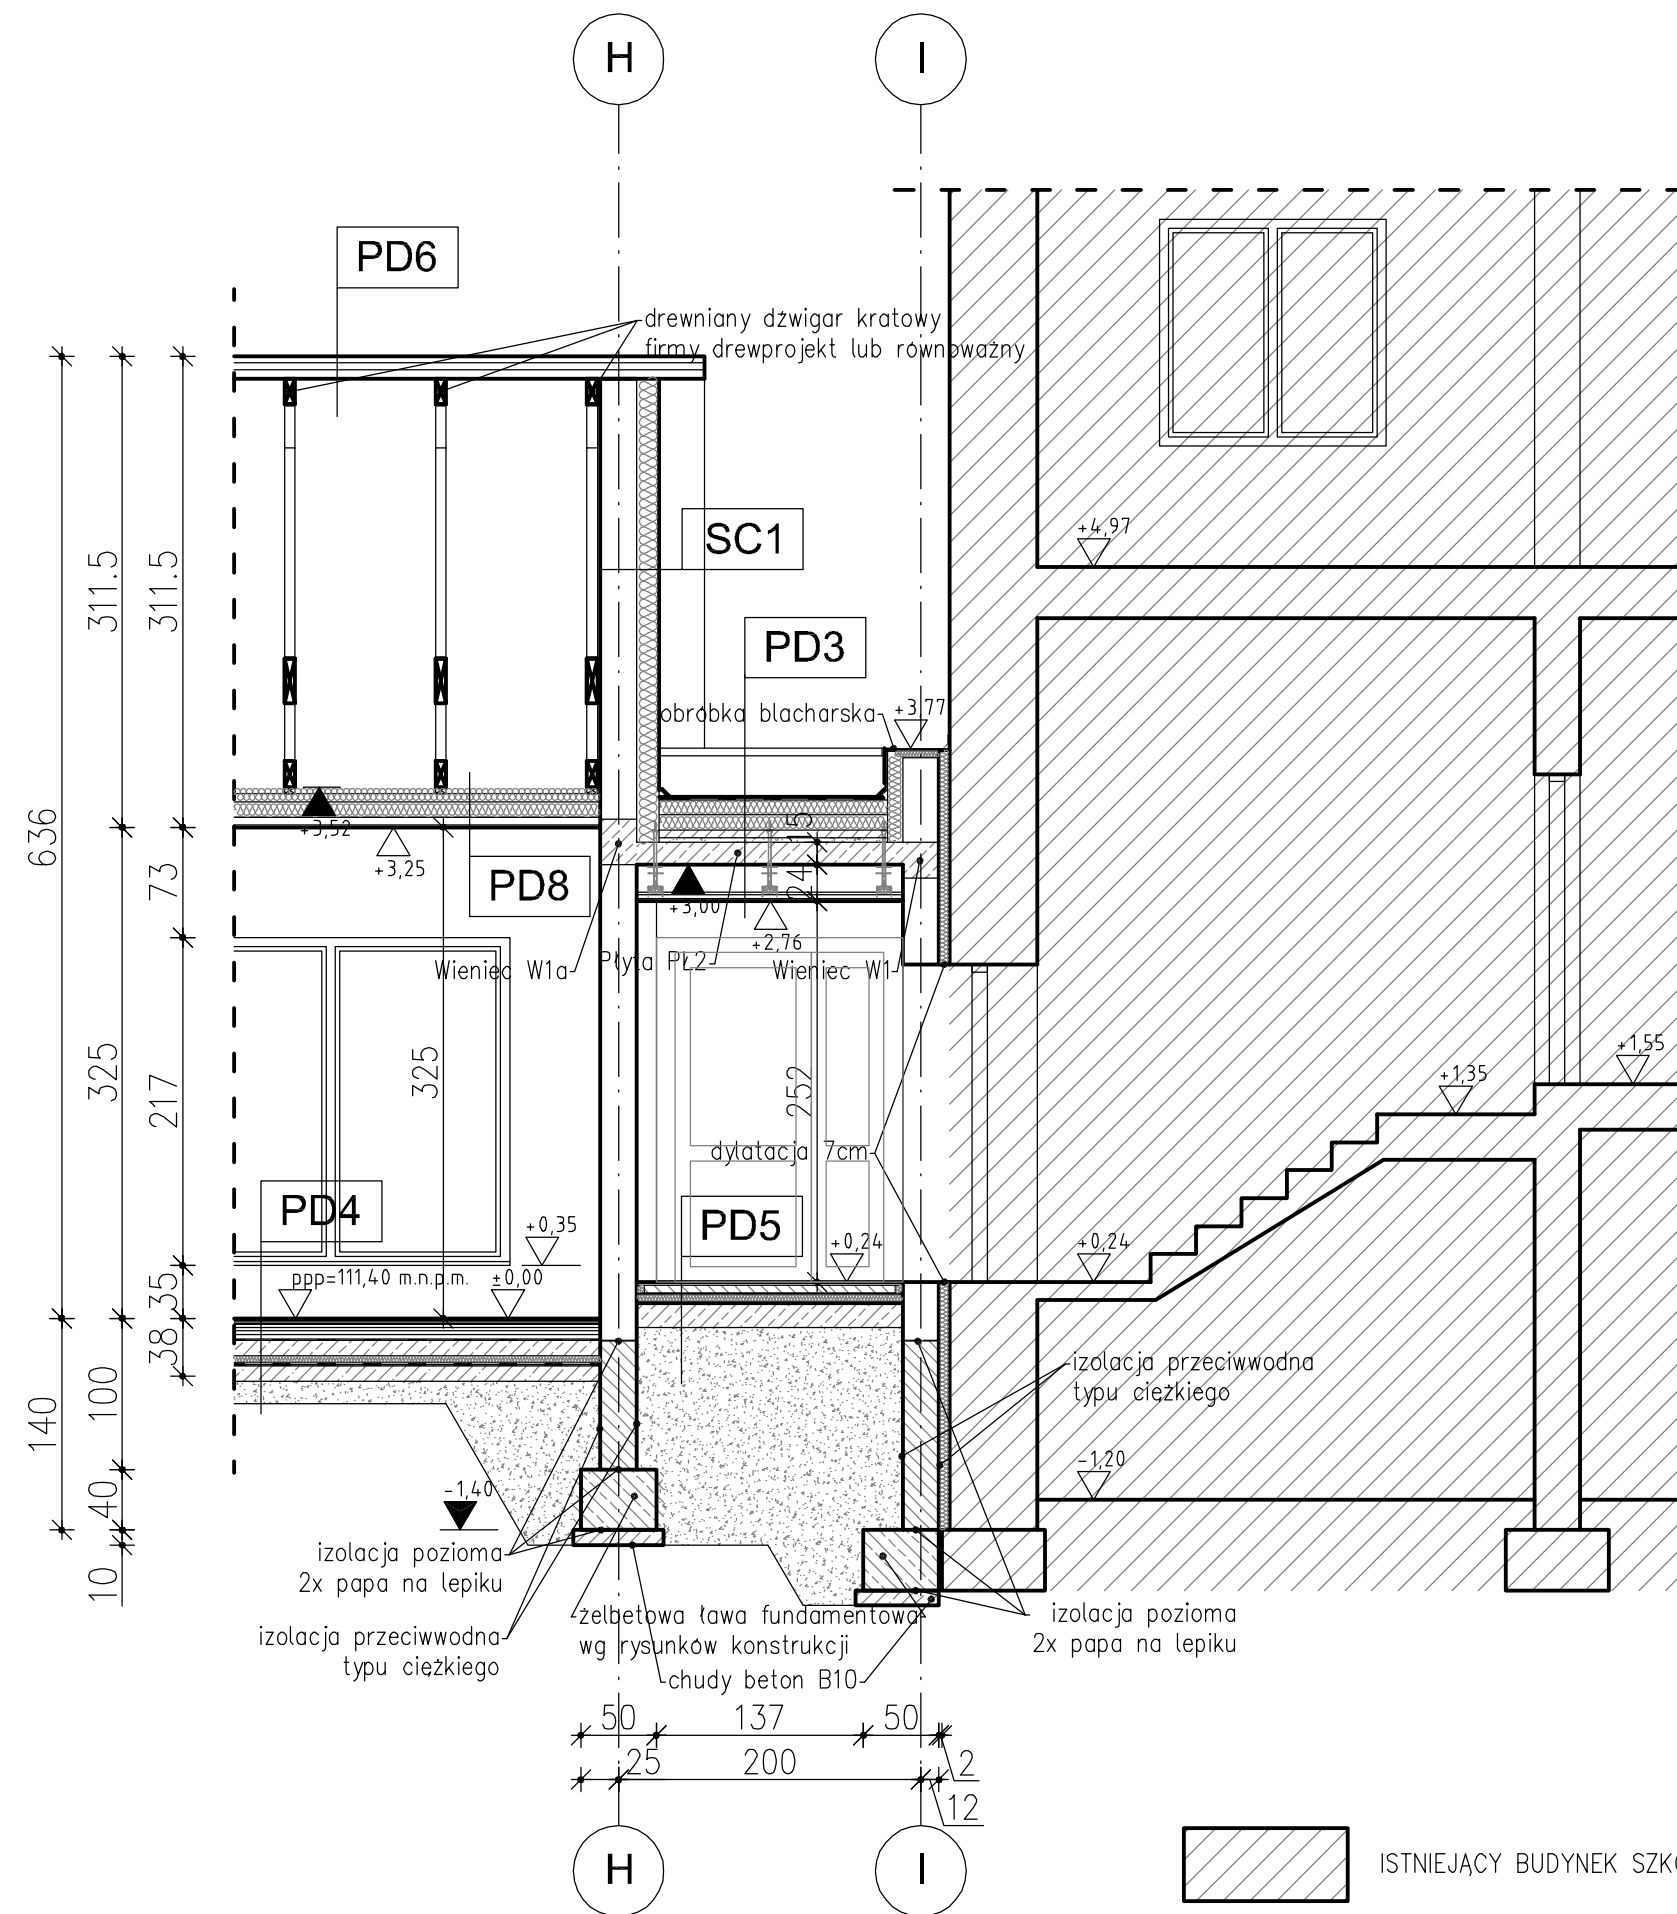 H
I
PD6
drewniany dźwigar kratowy
firmy drewprojekt lub równoważny
+4,97
SC1
PD3
obróbka blacharska
+3,77
311.5
311.5
636
+3,52
+3,25
15
24
73
PD8
+3,00
+2,76
Wieniec W1a
Płyta PŁ2
Wieniec W1
325
217
325
252
+1,55
+1,35
dylatacja 7cm
PD4
PD5
+0,35
+0,24
+0,24
ppp=111,40 m.n.p.m.
±0,00
35
38
izolacja przeciwwodna
typu ciężkiego
140
100
-1,20
-1,40
40
10
izolacja pozioma
2x papa na lepiku
żelbetowa ława fundamentowa
wg rysunków konstrukcji
izolacja pozioma
2x papa na lepiku
izolacja przeciwwodna
typu ciężkiego
chudy beton B10
50
137
50
25
200
2
12
H
I
ISTNIEJĄCY BUDYNEK